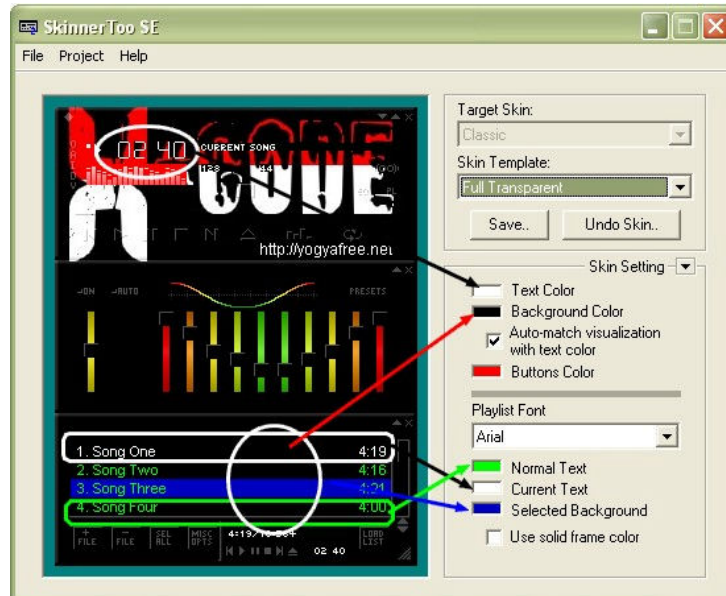 SkinnerToo SE
File Project Help
CODE
02 40
CURRENT SONG
128 44
http://yogyafree.ne
ON AUTO PRESETS
1. Song One 4:19
2. Song Two 4:16
3. Song Three 4:21
4. Song Four 4:00
+ FILE - FILE SEL ALL MISC OPTS LOAD LIST
02 40
Target Skin:
Classic
Skin Template:
Full Transparent
Save.. Undo Skin..
Skin Setting
Text Color
Background Color
Auto-match visualization
with text color
Buttons Color
Playlist Font
Arial
Normal Text
Current Text
Selected Background
Use solid frame color